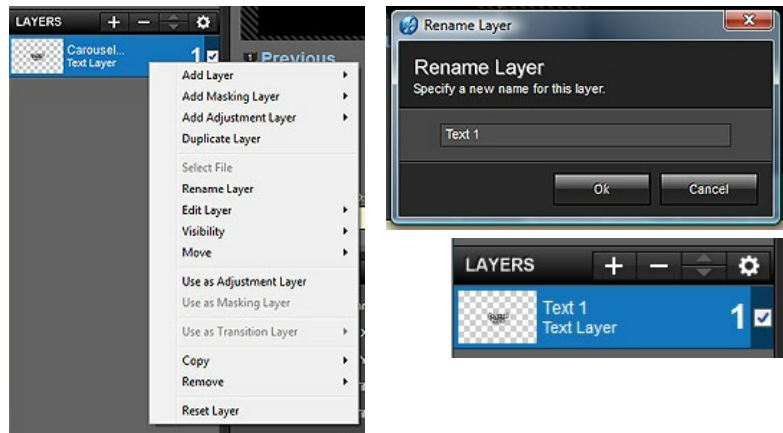 LAYERS
Carousel...
Text Layer
1
1 Previous
Add Layer
Add Masking Layer
Add Adjustment Layer
Duplicate Layer
Select File
Rename Layer
Edit Layer
Visibility
Move
Use as Adjustment Layer
Use as Masking Layer
Use as Transition Layer
Copy
Remove
Reset Layer
Rename Layer
Rename Layer
Specify a new name for this layer.
Text 1
Ok Cancel
LAYERS
Text 1
Text Layer
1